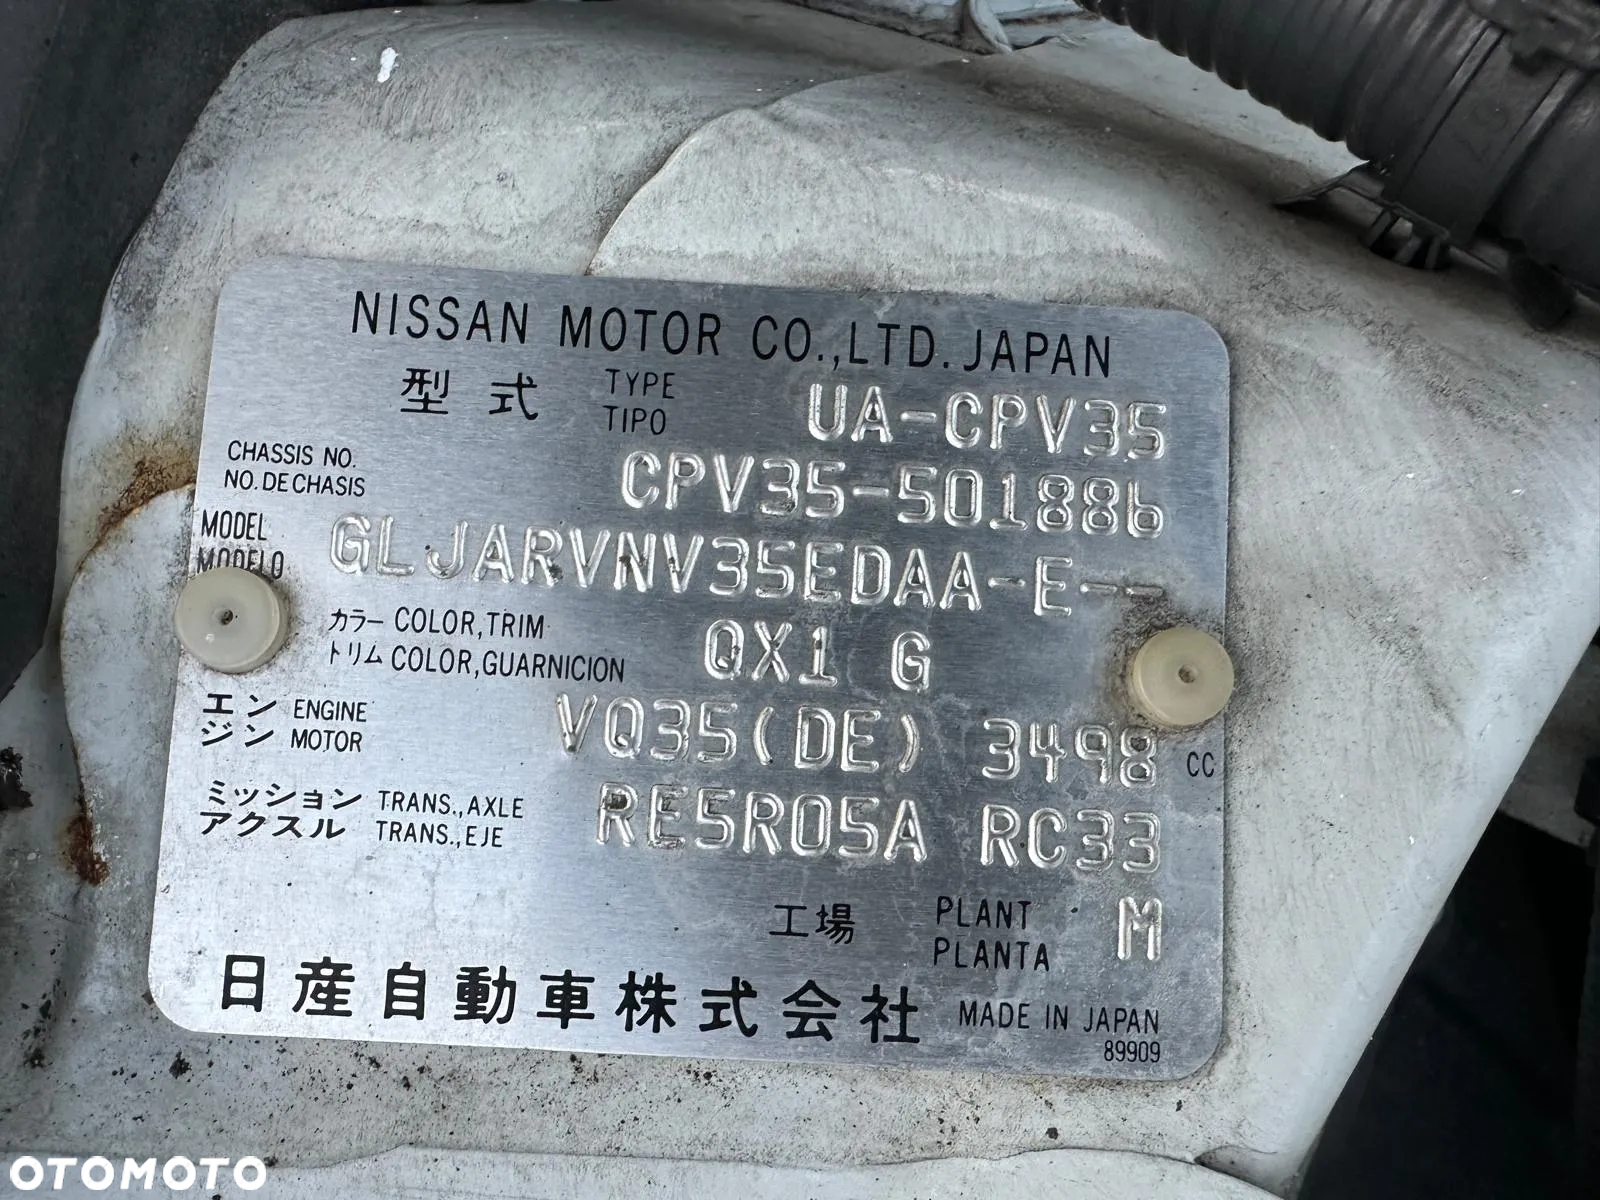 NISSAN MOTOR CO.,LTD. JAPAN
型式 TYPE UA-CPV35
TIPO
CHASSIS NO. CPV35-501886
NO. DE CHASIS
MODEL GLJARVNV35EDAA-E--
MODELO
カラー COLOR,TRIM QX1 G
トリム COLOR,GUARNICION
エン ENGINE VQ35(DE) 3498 CC
ジン MOTOR
ミッション TRANS.,AXLE RE5R05A RC33
アクスル TRANS.,EJE
工場 PLANT M
PLANTA
日産自動車株式会社 MADE IN JAPAN
89909
OTOMOTO